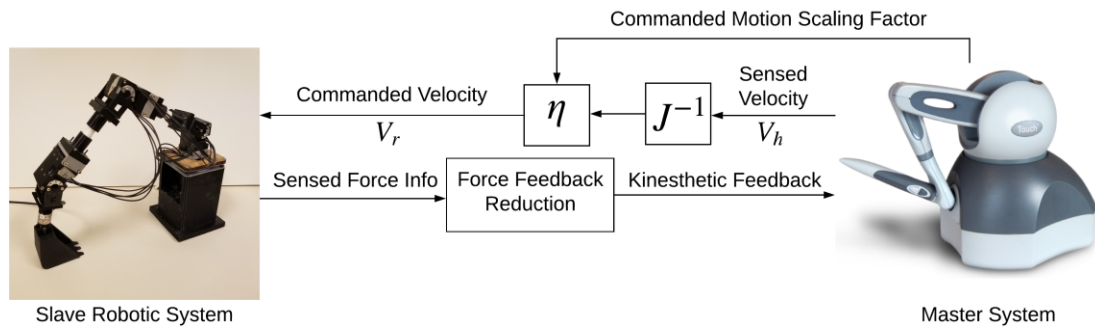 Commanded Motion Scaling Factor
Commanded Velocity
V_r
η
J⁻¹
Sensed
Velocity
V_h
Touch
Sensed Force Info
Force Feedback
Reduction
Kinesthetic Feedback
Slave Robotic System
Master System